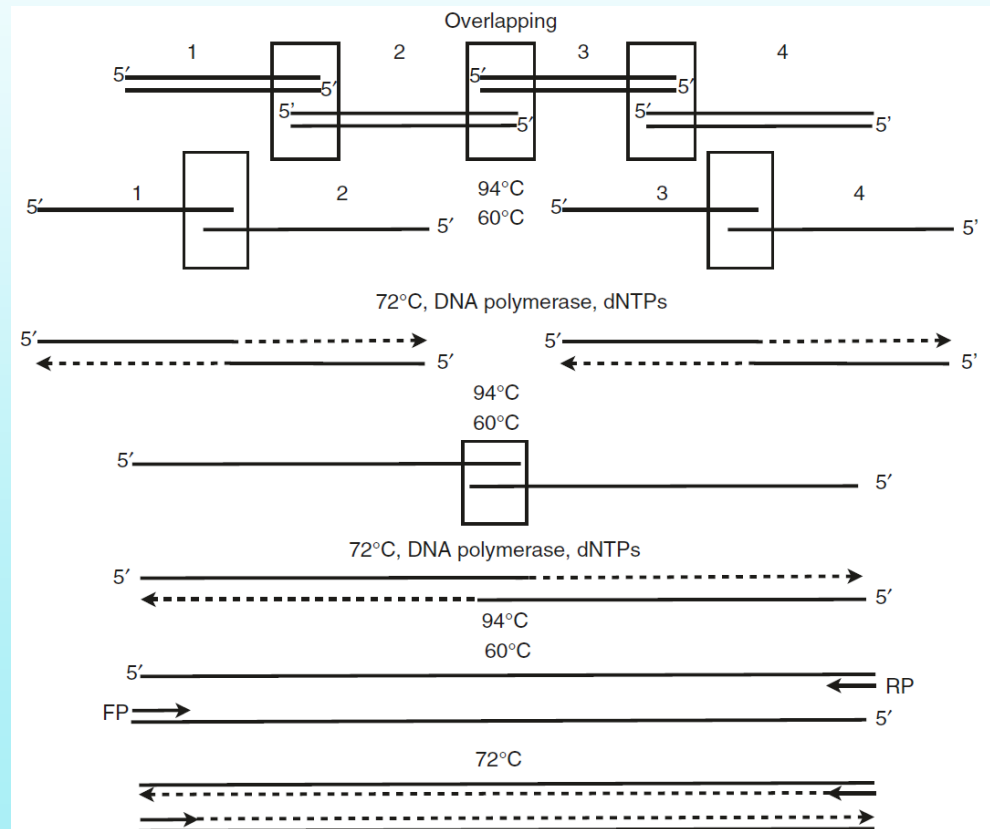 Overlapping
1 2 3 4
5′ 5′ 5′
5′ 5′
5’ 5′ 5′ 5’
1 2 94°C 3 4
5′ 60°C 5′
5′ 5’
72°C, DNA polymerase, dNTPs
5′ 5′
5′ 5’
94°C
60°C
5′
5′
72°C, DNA polymerase, dNTPs
5′
5′
94°C
60°C
5′
RP
FP
5′
72°C